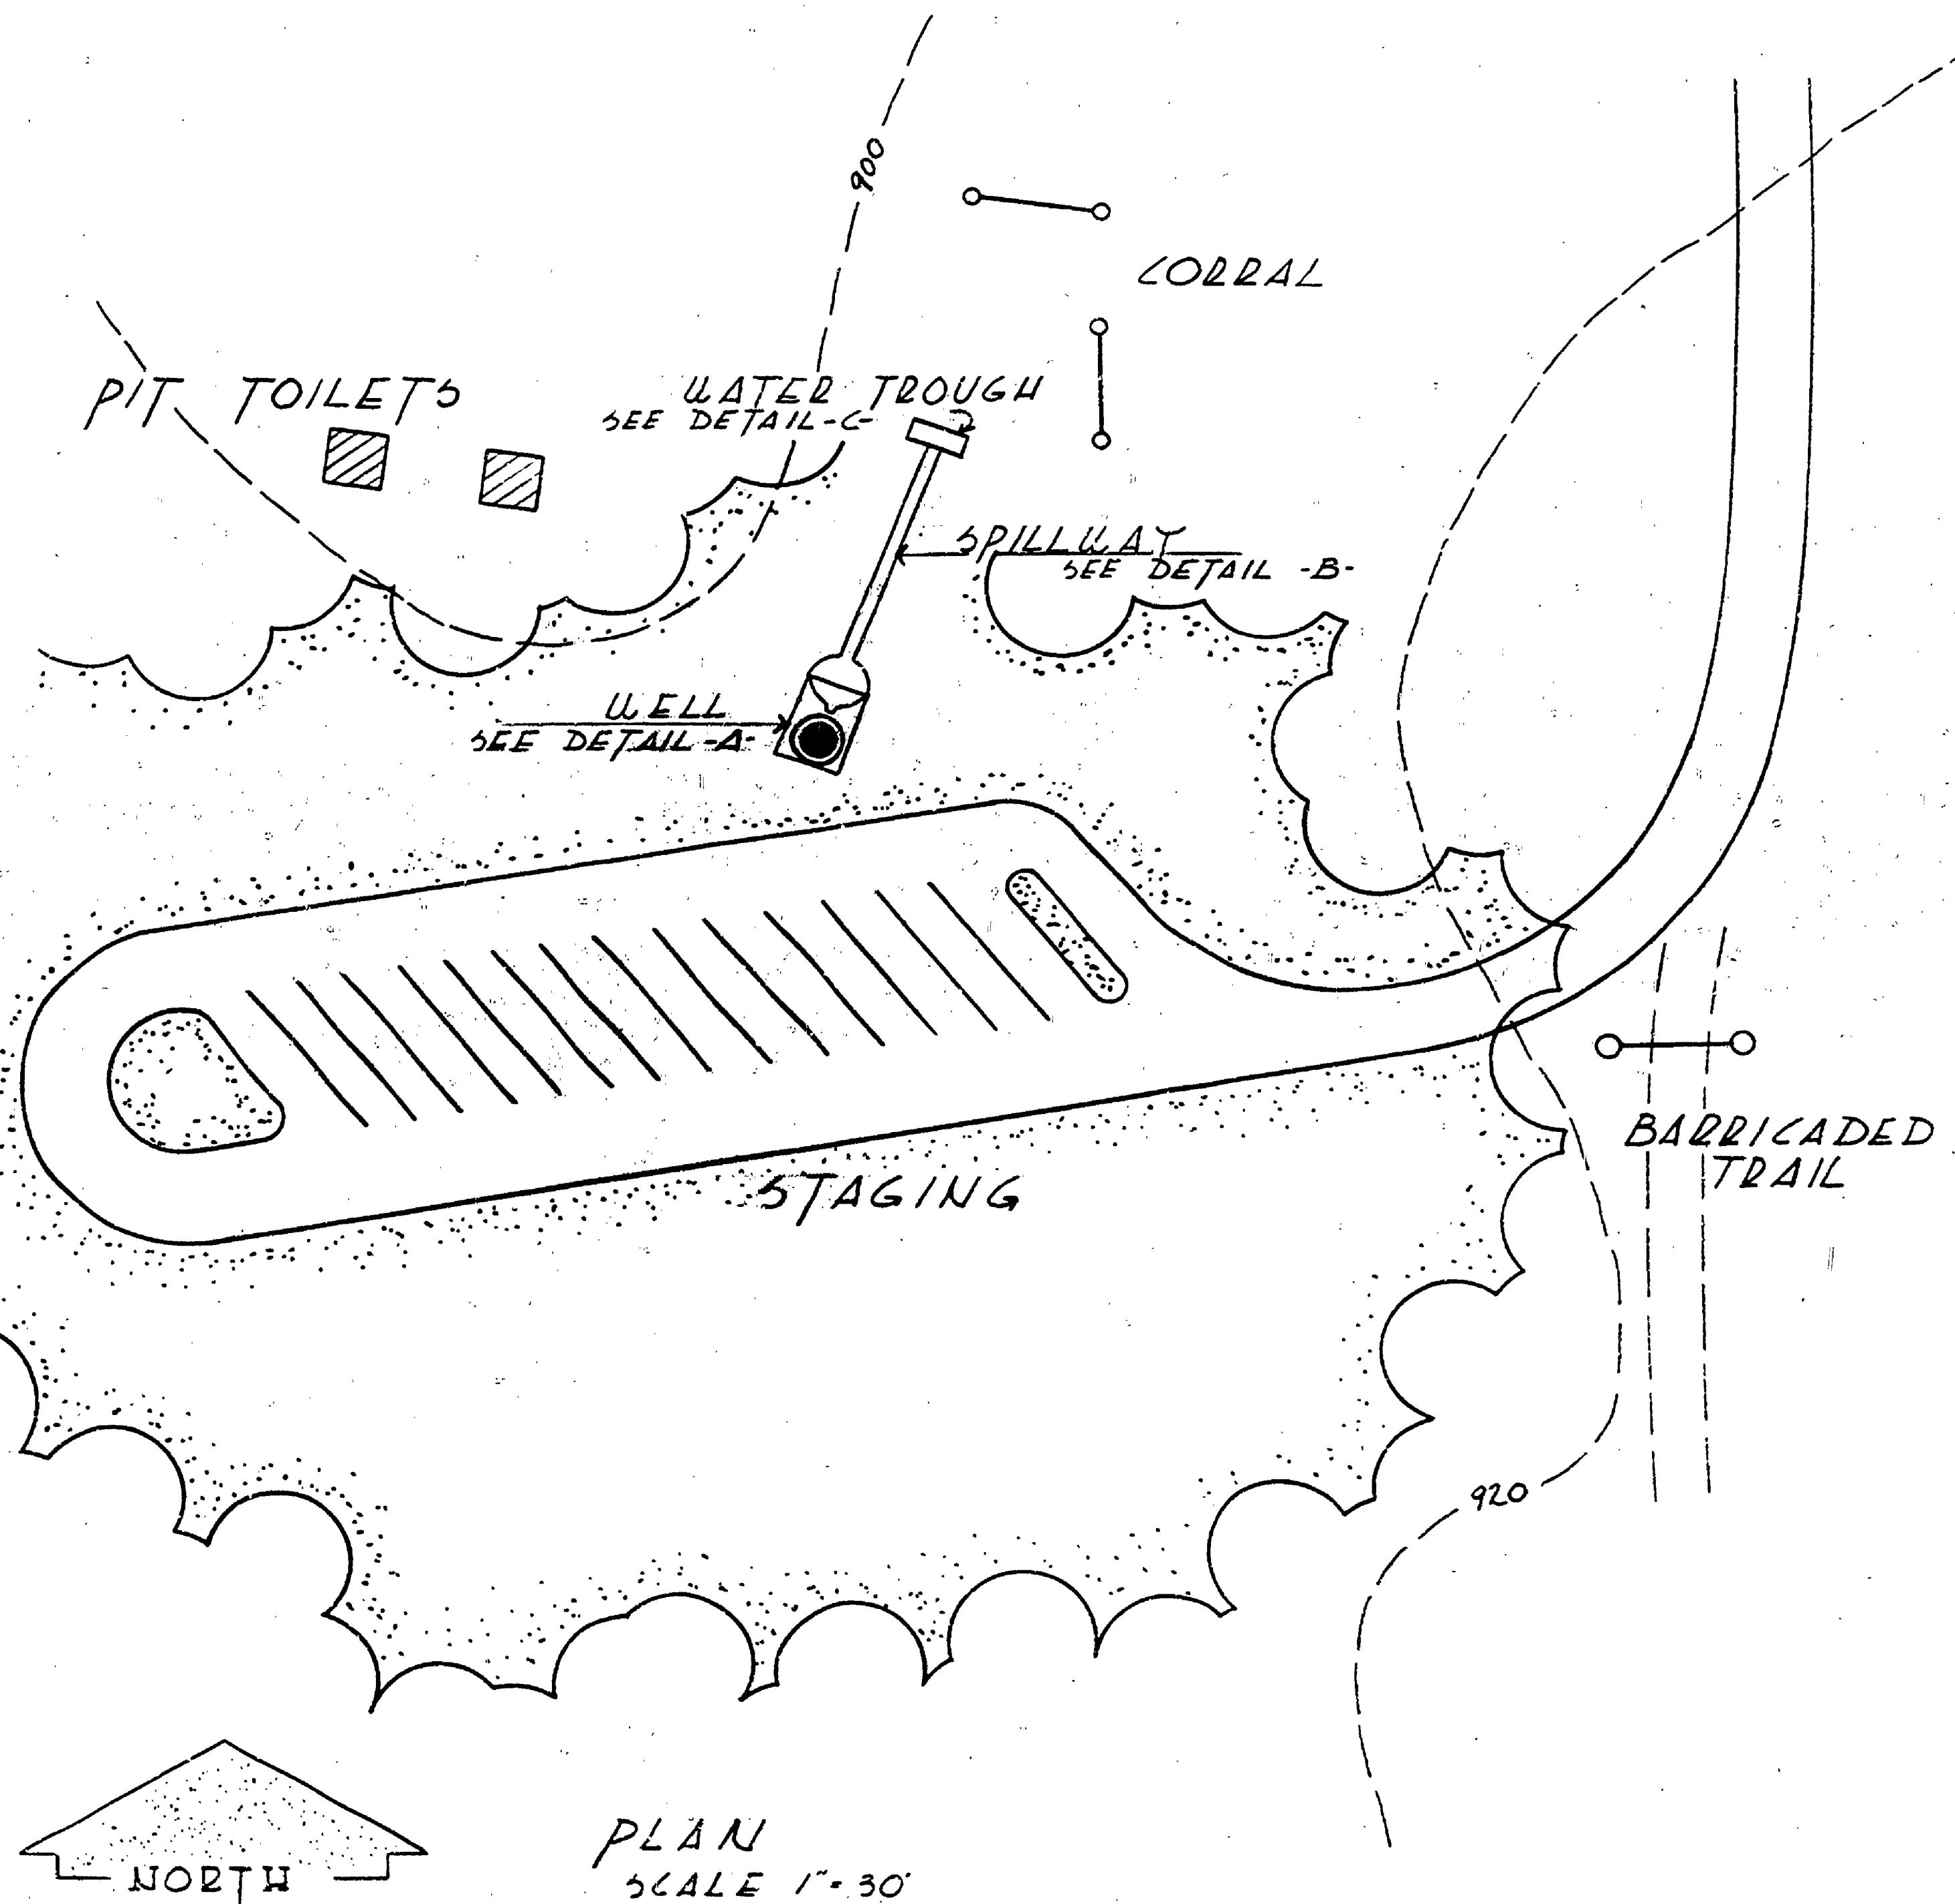 900
CORRAL
PIT TOILETS
WATER TROUGH
SEE DETAIL -C-
SPILLWAY
SEE DETAIL -B-
WELL
SEE DETAIL -A-
BARRICADED
TRAIL
STAGING
920
NORTH
PLAN
SCALE 1" = 30'